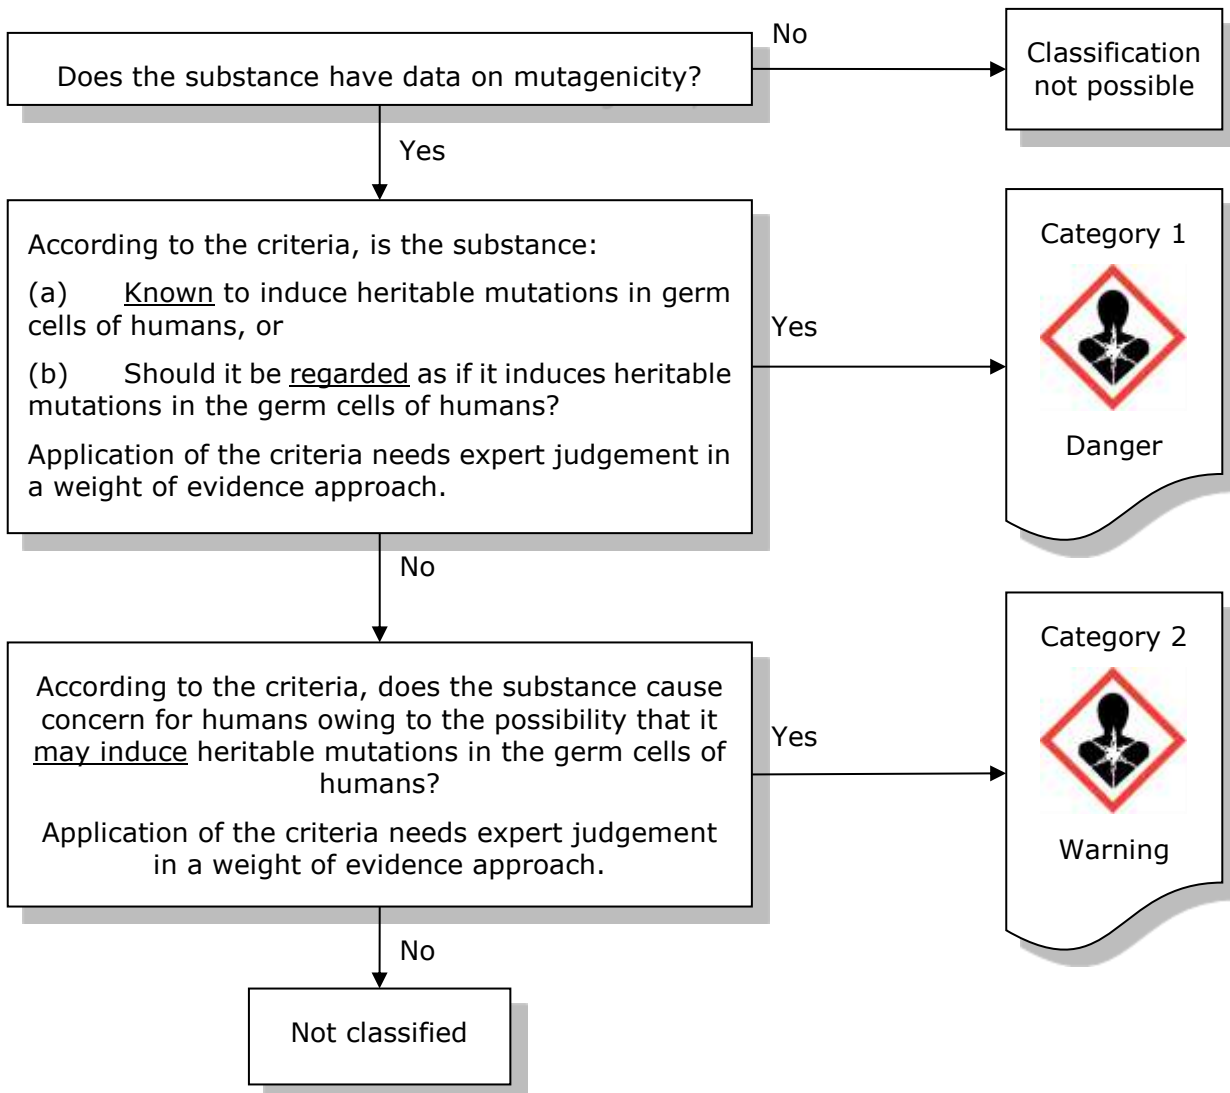 Does the substance have data on mutagenicity?
No
Classification
not possible
Yes
According to the criteria, is the substance:
(a) Known to induce heritable mutations in germ
cells of humans, or
(b) Should it be regarded as if it induces heritable
mutations in the germ cells of humans?
Application of the criteria needs expert judgement in
a weight of evidence approach.
Yes
Category 1
Danger
No
According to the criteria, does the substance cause
concern for humans owing to the possibility that it
may induce heritable mutations in the germ cells of
humans?
Application of the criteria needs expert judgement
in a weight of evidence approach.
Yes
Category 2
Warning
No
Not classified